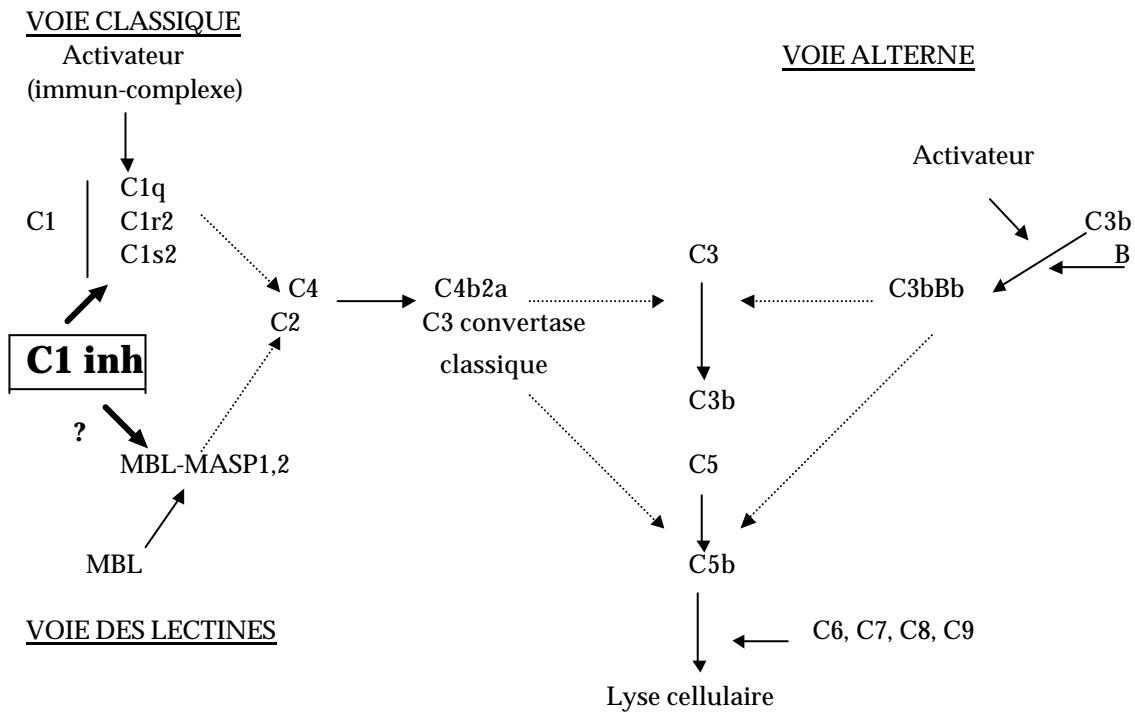 VOIE CLASSIQUE
Activateur
(immun-complexe)
VOIE ALTERNE
Activateur
C1
C1q
C1r2
C1s2
C3b
B
C3
C4
C2
C4b2a
C3 convertase
classique
C3bBb
C1 inh
?
C3b
MBL-MASP1,2
C5
MBL
C5b
VOIE DES LECTINES
C6, C7, C8, C9
Lyse cellulaire